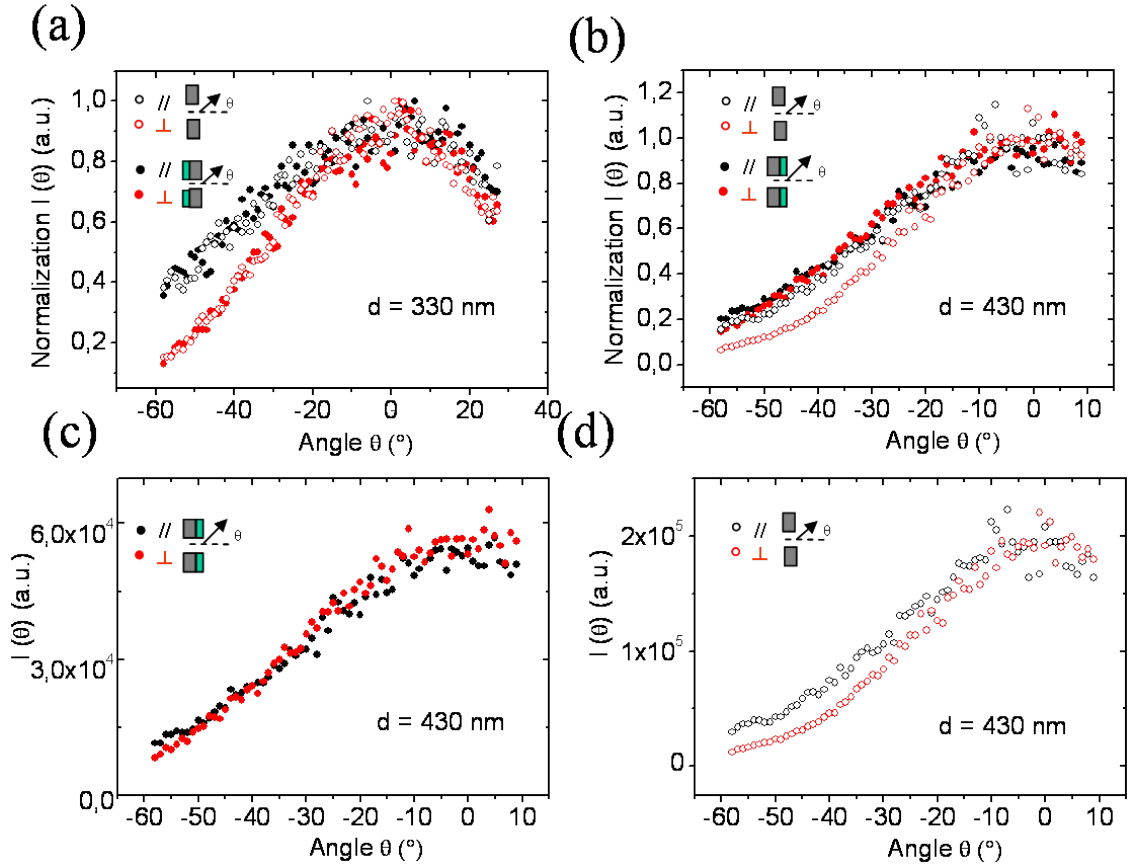 (a)
Normalization I (θ) (a.u.)
1,0
0,8
0,6
0,4
0,2
//
⊥
θ
//
⊥
θ
d = 330 nm
-60 -40 -20 0 20 40
Angle θ (°)
(b)
Normalization I (θ) (a.u.)
1,2
1,0
0,8
0,6
0,4
0,2
0,0
//
⊥
θ
//
⊥
θ
d = 430 nm
-60 -50 -40 -30 -20 -10 0 10
Angle θ (°)
(c)
I (θ) (a.u.)
6,0x10⁴
3,0x10⁴
0,0
//
⊥
θ
d = 430 nm
-60 -50 -40 -30 -20 -10 0 10
Angle θ (°)
(d)
I (θ) (a.u.)
2x10⁵
1x10⁵
0
//
⊥
θ
d = 430 nm
-60 -50 -40 -30 -20 -10 0 10
Angle θ (°)